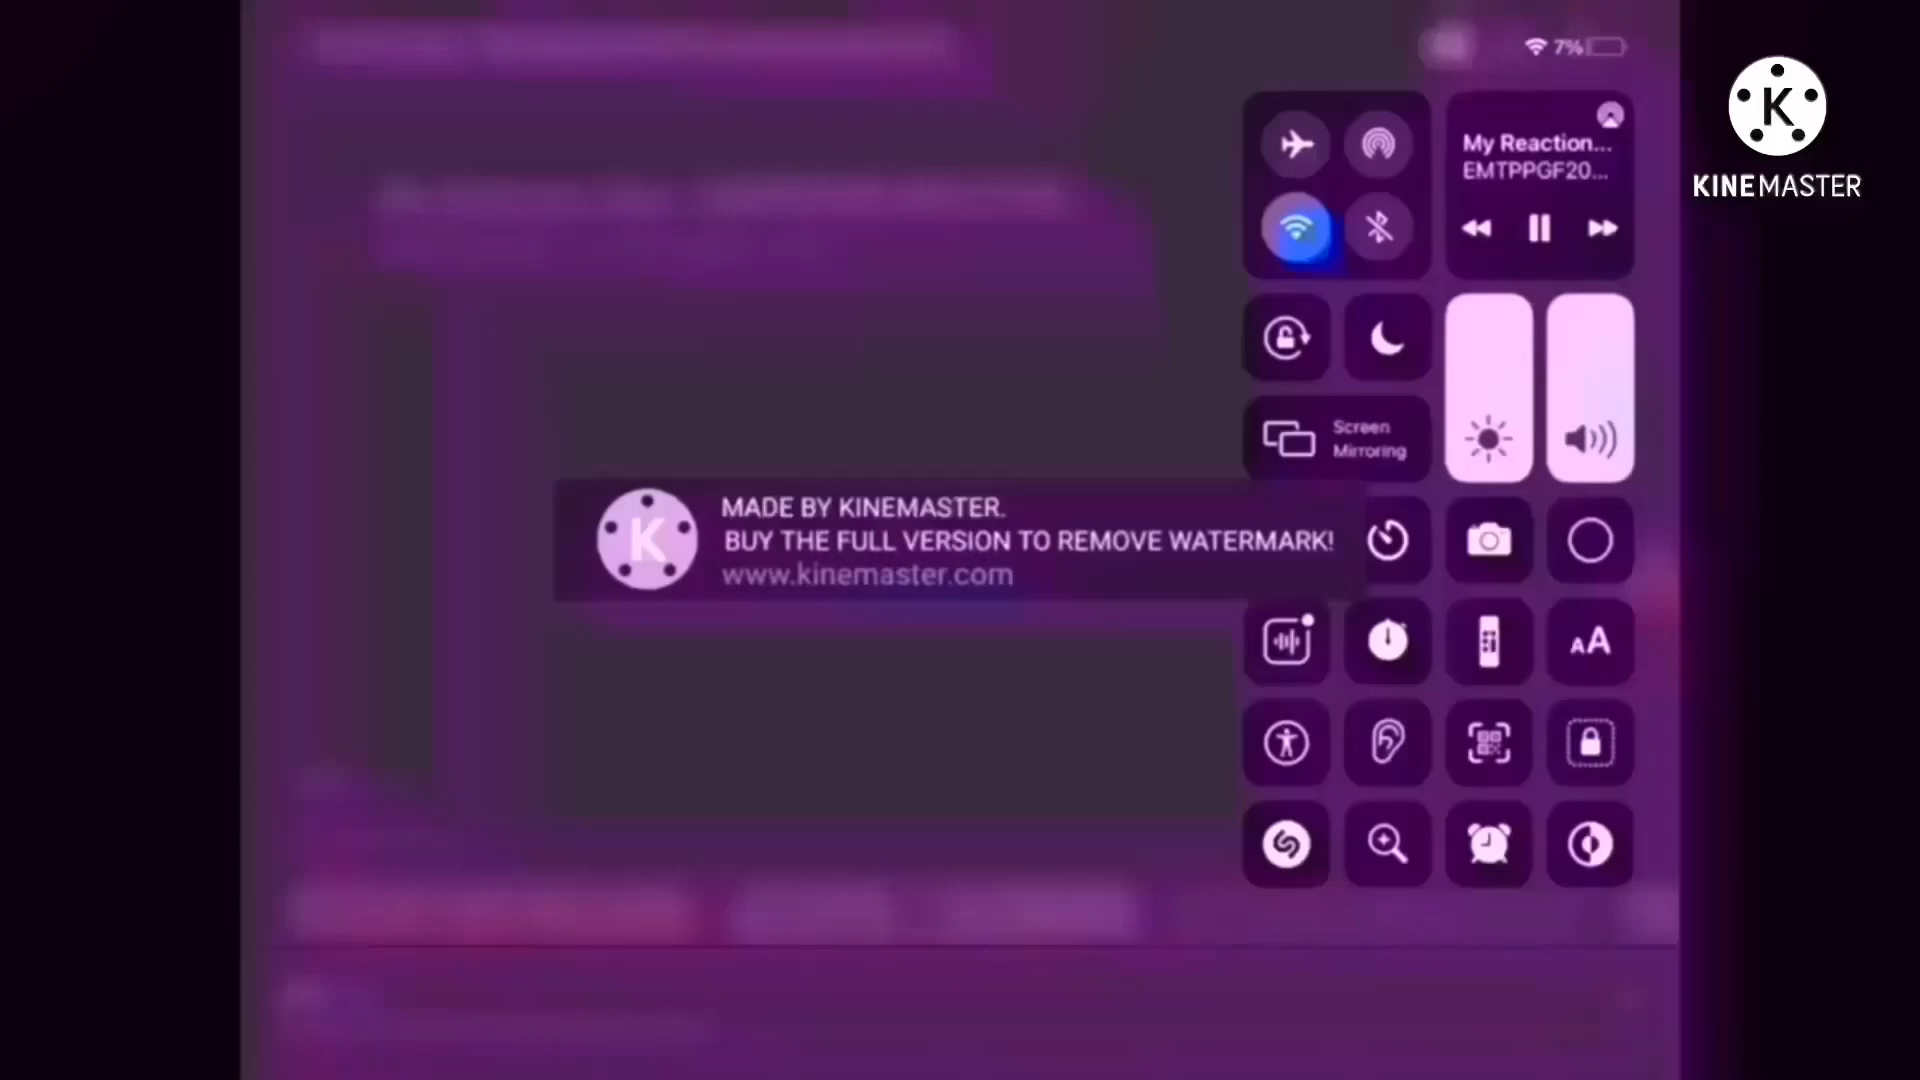 7%
My Reaction...
EMTPPGF20...
K
KINEMASTER
Screen
Mirroring
K
MADE BY KINEMASTER.
BUY THE FULL VERSION TO REMOVE WATERMARK!
www.kinemaster.com
AA